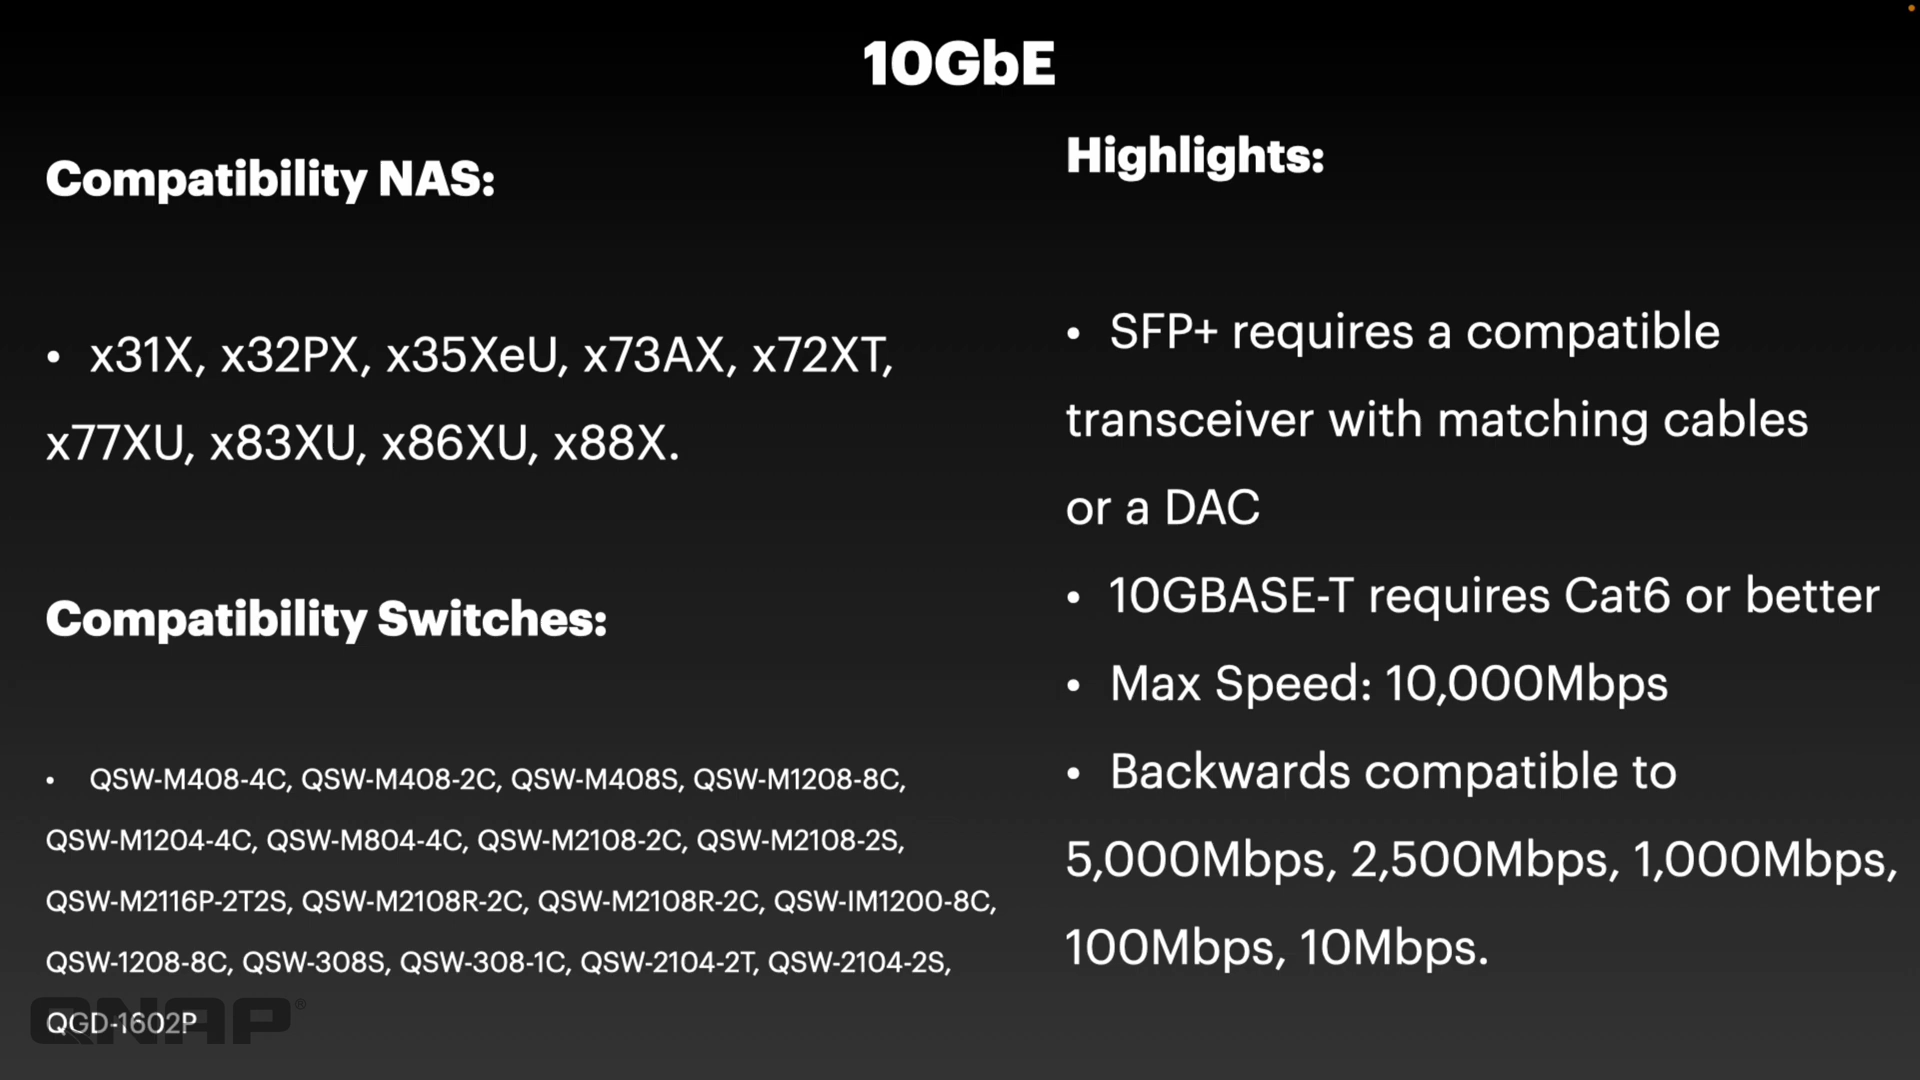 10GbE
Compatibility NAS:
• x31X, x32PX, x35XeU, x73AX, x72XT,
x77XU, x83XU, x86XU, x88X.
Compatibility Switches:
• QSW-M408-4C, QSW-M408-2C, QSW-M408S, QSW-M1208-8C,
QSW-M1204-4C, QSW-M804-4C, QSW-M2108-2C, QSW-M2108-2S,
QSW-M2116P-2T2S, QSW-M2108R-2C, QSW-M2108R-2C, QSW-IM1200-8C,
QSW-1208-8C, QSW-308S, QSW-308-1C, QSW-2104-2T, QSW-2104-2S,
QGD-1602P
QNAP®
Highlights:
• SFP+ requires a compatible
transceiver with matching cables
or a DAC
• 10GBASE-T requires Cat6 or better
• Max Speed: 10,000Mbps
• Backwards compatible to
5,000Mbps, 2,500Mbps, 1,000Mbps,
100Mbps, 10Mbps.